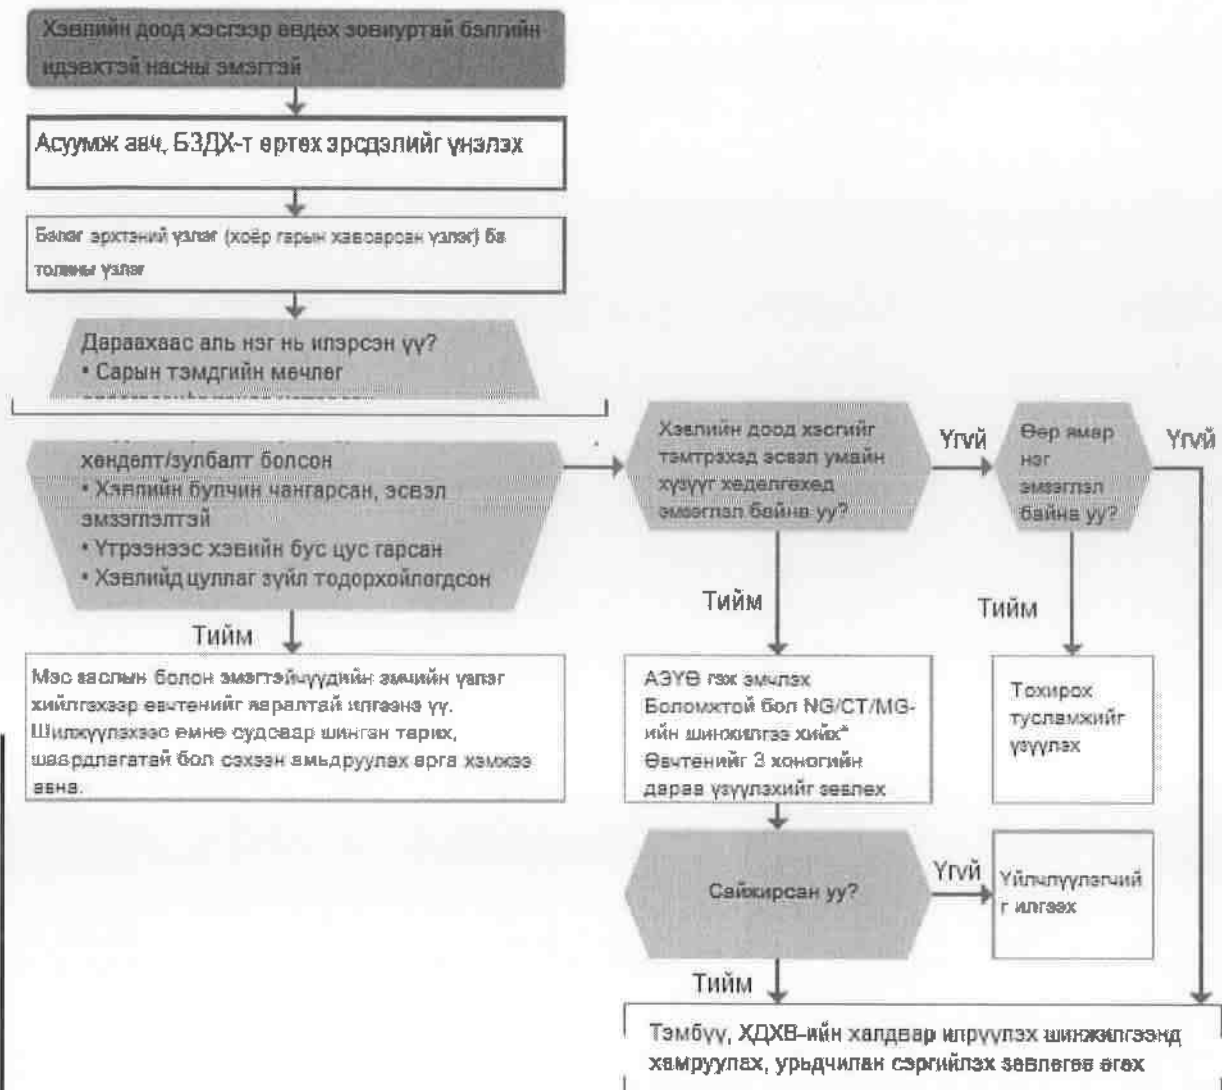 Хэвлийн доод хэсгээр өвдөх зовиуртай бэлгийн
идэвхтэй насны эмэгтэй
Асуумж авч, БЗДХ-т өртөх эрсдэлийг үнэлэх
Бэлэг эрхтэний үзлэг (хоёр гарын хавсарсан үзлэг) ба
толины үзлэг
Дараахаас аль нэг нь илэрсэн үү?
• Сарын тэмдгийн мөчлөг
хөндөлт/зулбалт болсон
• Хэвлийн булчин чангарсан, эсвэл
эмзэглэлтэй
• Үтрээнээс хэвийн бус цус гарсан
• Хэвлийд цуллаг зүйл тодорхойлогдсон
Тийм
Мэс заслын болон эмэгтэйчүүдийн эмчийн үзлэг
хийлгэхээр өвчтөнийг яаралтай илгээнэ үү.
Шилжүүлэхээс өмнө судсаар шингэн тарих,
шаардлагатай бол сэхээн амьдруулах арга хэмжээ
авна.
Хэвлийн доод хэсгийг
тэмтрэхэд эсвэл умайн
хүзүүг хөдөлгөхөд
эмзэглэл байна уу?
Үгүй
Өөр ямар
нэг
эмзэглэл
байна уу?
Үгүй
Тийм
Тийм
АЭҮӨ гэж эмчлэх
Боломжтой бол NG/CT/MG-
ийн шинжилгээ хийх*
Өвчтөнийг 3 хоногийн
дараа үзүүлэхийг зөвлөх
Тохирох
тусламжийг
үзүүлэх
Сайжирсан уу?
Үгүй
Үйлчлүүлэгчий
г илгээх
Тийм
Тэмбүү, ХДХВ-ийн халдвар илрүүлэх шинжилгээнд
хамруулах, урьдчилан сэргийлэх зөвлөгөө өгөх